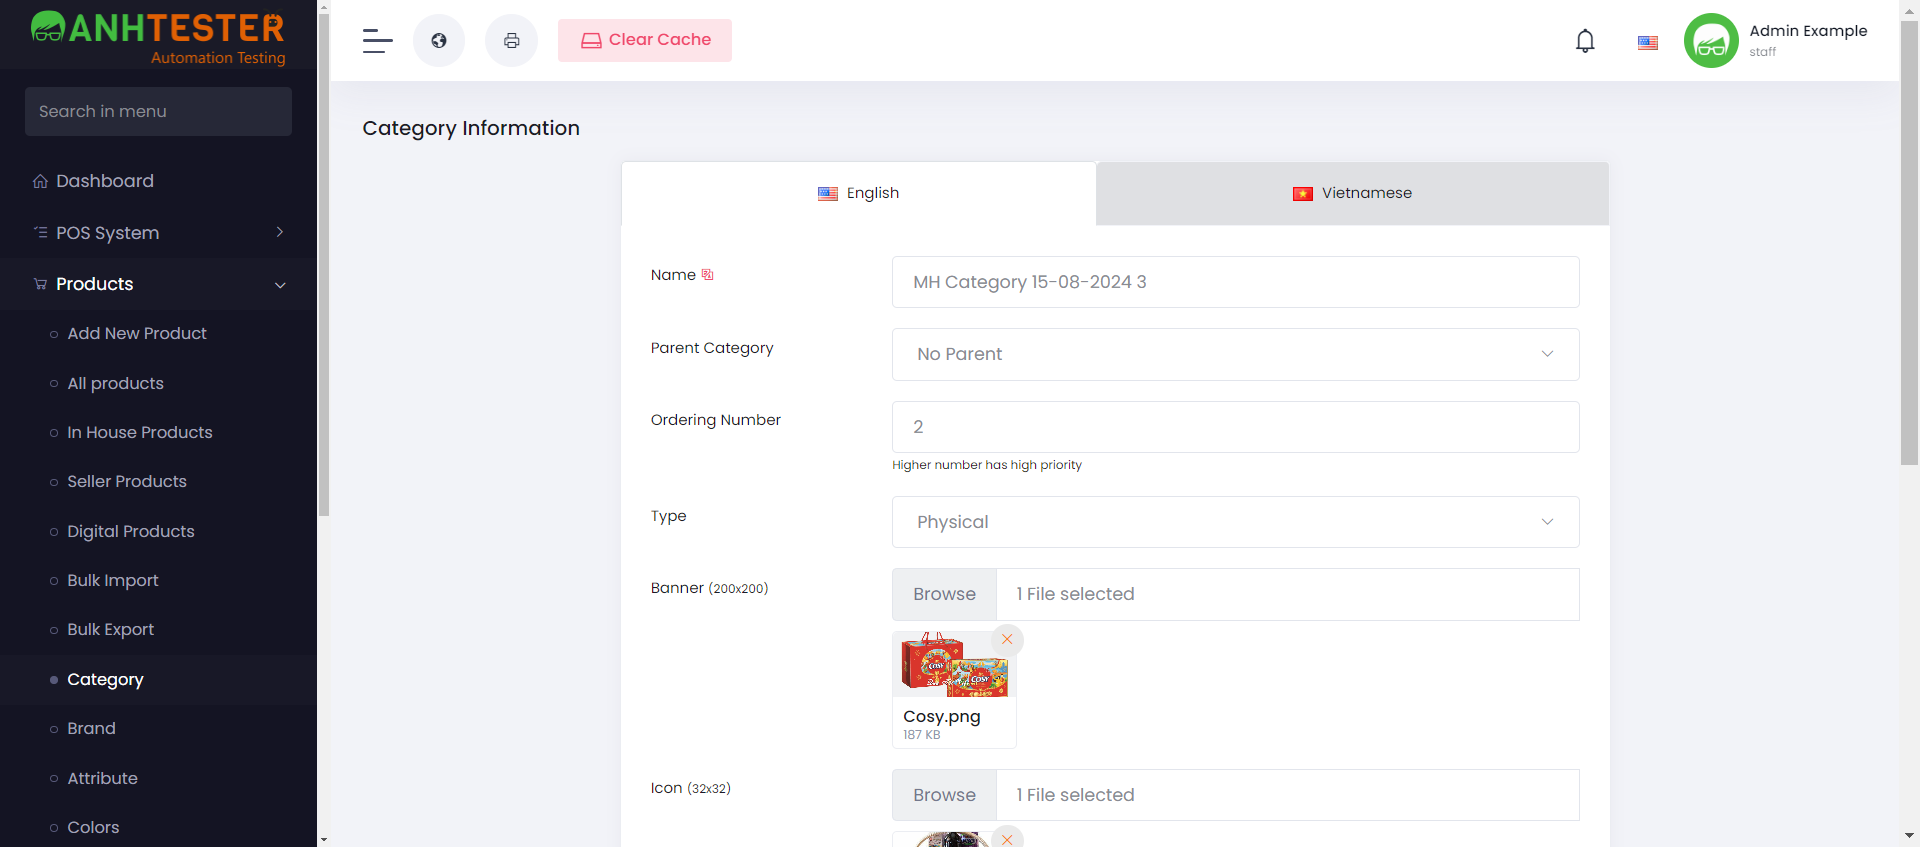 ANHTESTER
Automation Testing
Search in menu
Dashboard
POS System
Products
Add New Product
All products
In House Products
Seller Products
Digital Products
Bulk Import
Bulk Export
Category
Brand
Attribute
Colors
Clear Cache
Admin Example
staff
Category Information
English
Vietnamese
Name
MH Category 15-08-2024 3
Parent Category
No Parent
Ordering Number
2
Higher number has high priority
Type
Physical
Banner (200x200)
Browse
1 File selected
COSY
COSY
Cosy.png
187 KB
Icon (32x32)
Browse
1 File selected